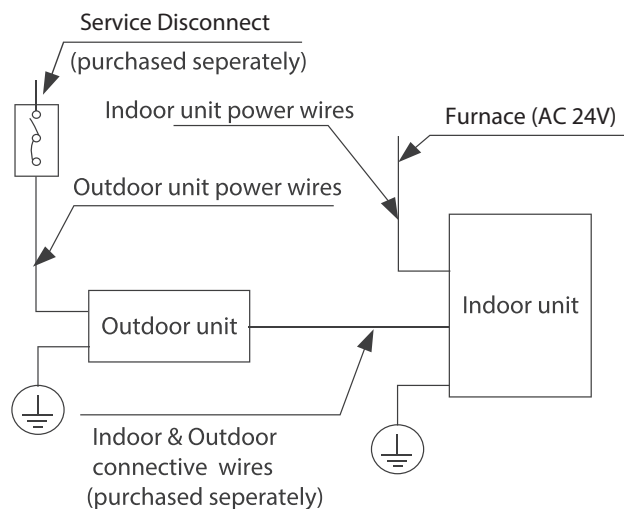 Service Disconnect
(purchased seperately)
Indoor unit power wires
Furnace (AC 24V)
Outdoor unit power wires
Outdoor unit
Indoor unit
Indoor & Outdoor
connective wires
(purchased seperately)